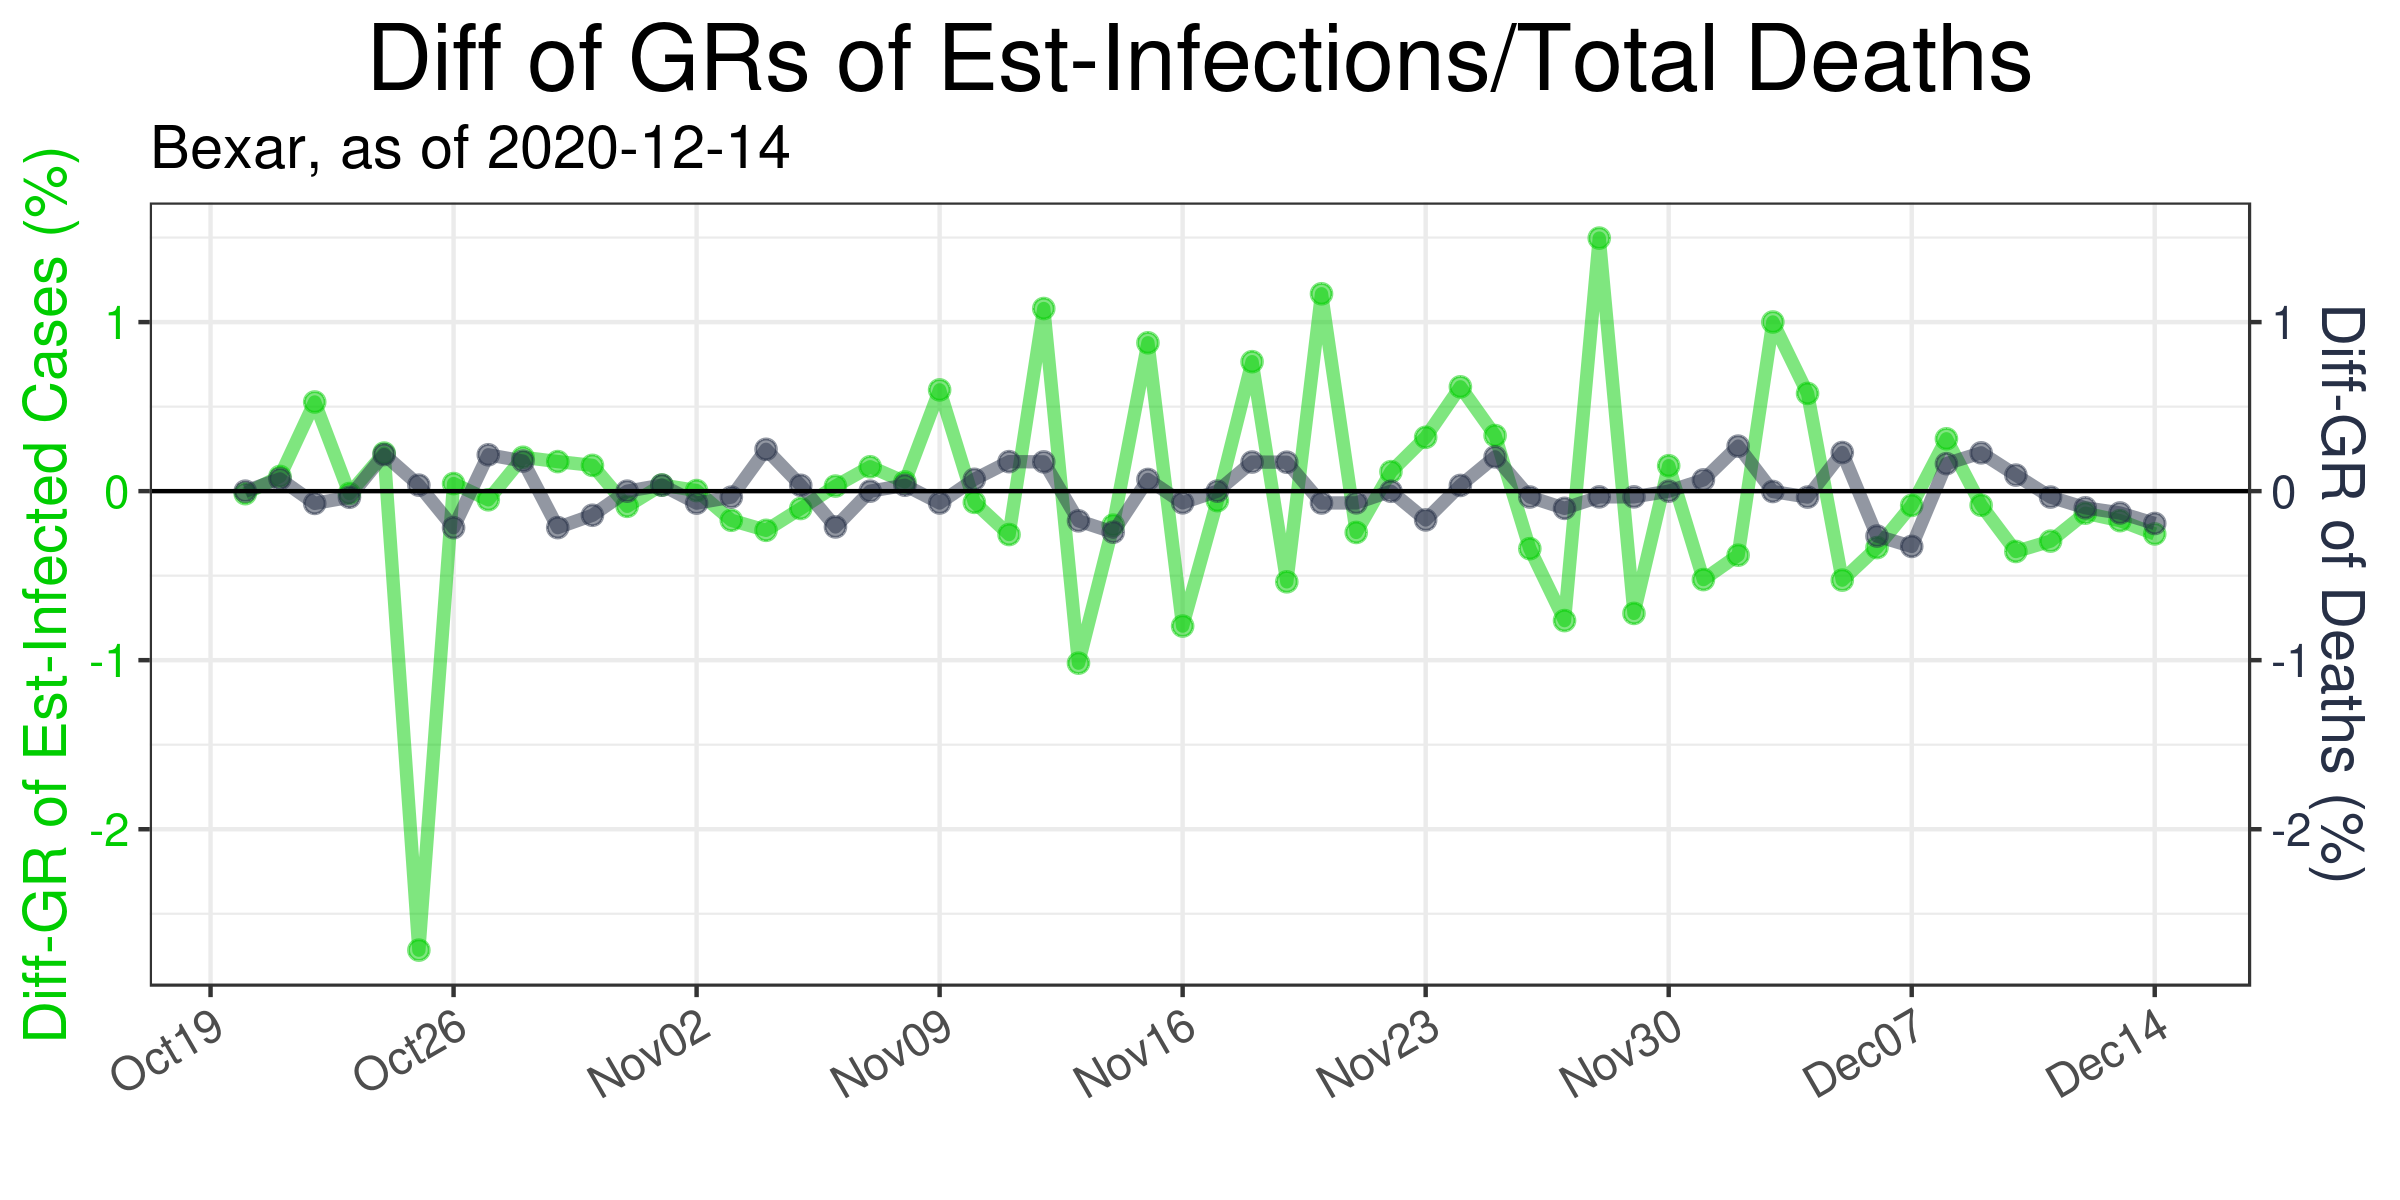 Diff of GRs of Est-Infections/Total Deaths
Bexar, as of 2020-12-14
Diff-GR of Est-Infected Cases (%)
1
0
-1
-2
1
0
-1
-2
Diff-GR of Deaths (%)
Oct19
Oct26
Nov02
Nov09
Nov16
Nov23
Nov30
Dec07
Dec14